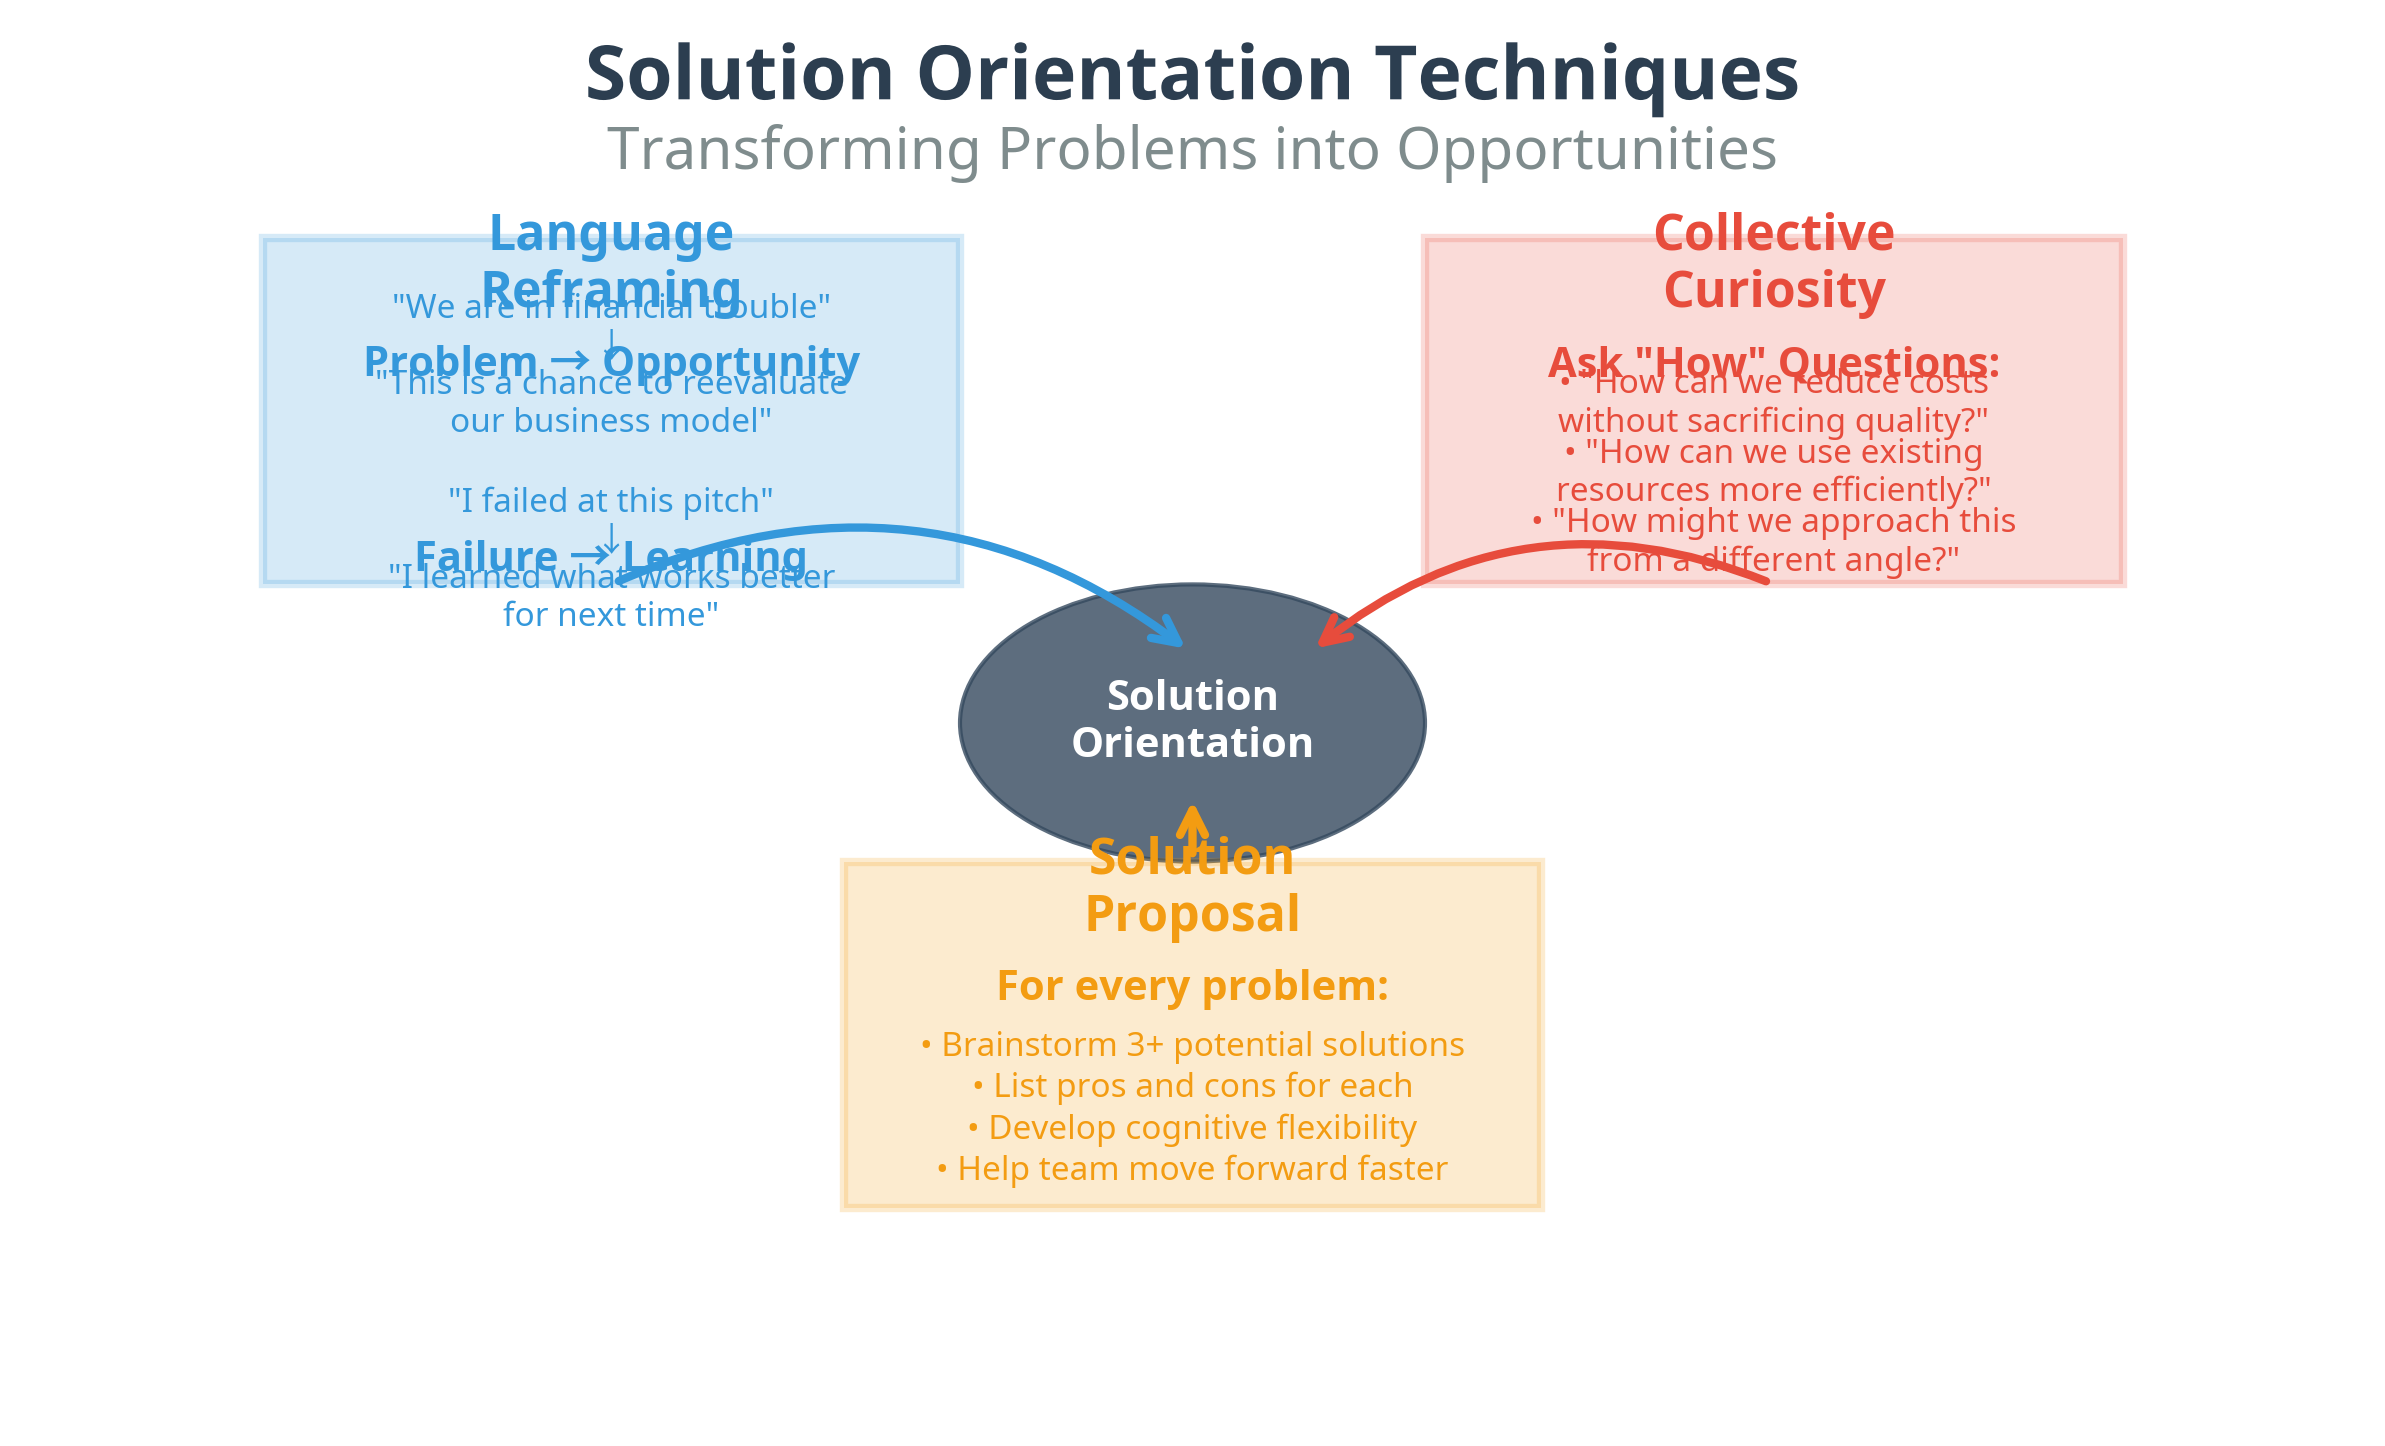 Solution Orientation Techniques
Transforming Problems into Opportunities
Language
Reframing
"We are in financial trouble"
↓
Problem → Opportunity
"This is a chance to reevaluate
our business model"
"I failed at this pitch"
↓
Failure → Learning
"I learned what works better
for next time"
Collective
Curiosity
Ask "How" Questions:
• "How can we reduce costs
without sacrificing quality?"
• "How can we use existing
resources more efficiently?"
• "How might we approach this
from a different angle?"
Solution
Orientation
Solution
Proposal
For every problem:
• Brainstorm 3+ potential solutions
• List pros and cons for each
• Develop cognitive flexibility
• Help team move forward faster